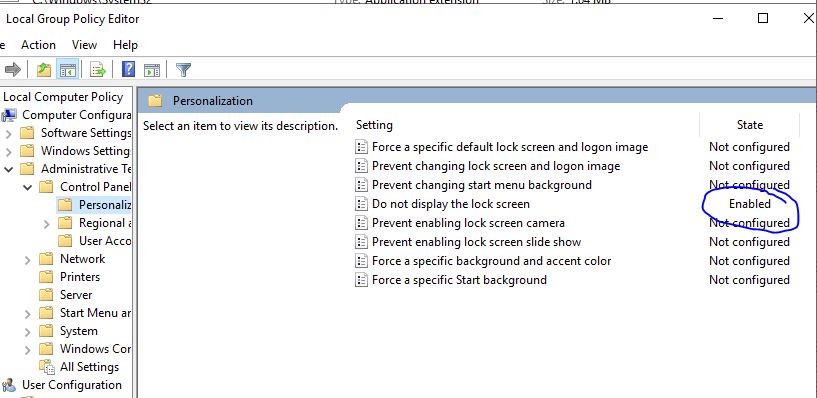 C:\Windows\System32 Type: Application extension Size: 1.04 MB
Local Group Policy Editor
Action View Help
Local Computer Policy
Computer Configura
Software Settings
Windows Setting
Administrative Te
Control Pane
Personaliz
Regional a
User Acco
Network
Printers
Server
Start Menu an
System
Windows Cor
All Settings
User Configuration
Personalization
Select an item to view its description.
Setting State
Force a specific default lock screen and logon image Not configured
Prevent changing lock screen and logon image Not configured
Prevent changing start menu background Not configured
Do not display the lock screen Enabled
Prevent enabling lock screen camera Not configured
Prevent enabling lock screen slide show Not configured
Force a specific background and accent color Not configured
Force a specific Start background Not configured